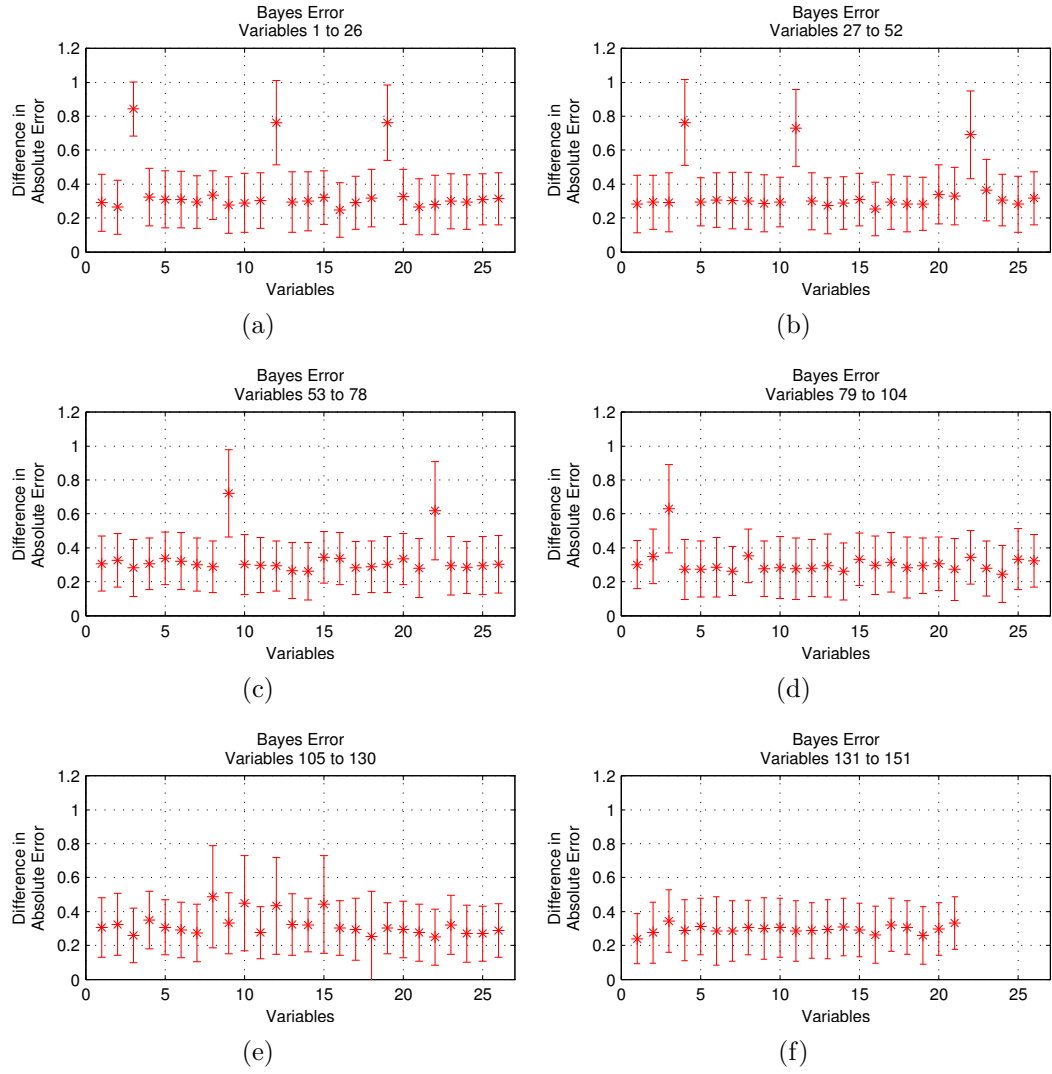 Bayes Error
Variables 1 to 26
1.2
1
0.8
0.6
0.4
0.2
0
Difference in
Absolute Error
0 5 10 15 20 25
Variables
(a)
Bayes Error
Variables 27 to 52
1.2
1
0.8
0.6
0.4
0.2
0
Difference in
Absolute Error
0 5 10 15 20 25
Variables
(b)
Bayes Error
Variables 53 to 78
1.2
1
0.8
0.6
0.4
0.2
0
Difference in
Absolute Error
0 5 10 15 20 25
Variables
(c)
Bayes Error
Variables 79 to 104
1.2
1
0.8
0.6
0.4
0.2
0
Difference in
Absolute Error
0 5 10 15 20 25
Variables
(d)
Bayes Error
Variables 105 to 130
1.2
1
0.8
0.6
0.4
0.2
0
Difference in
Absolute Error
0 5 10 15 20 25
Variables
(e)
Bayes Error
Variables 131 to 151
1.2
1
0.8
0.6
0.4
0.2
0
Difference in
Absolute Error
0 5 10 15 20 25
Variables
(f)